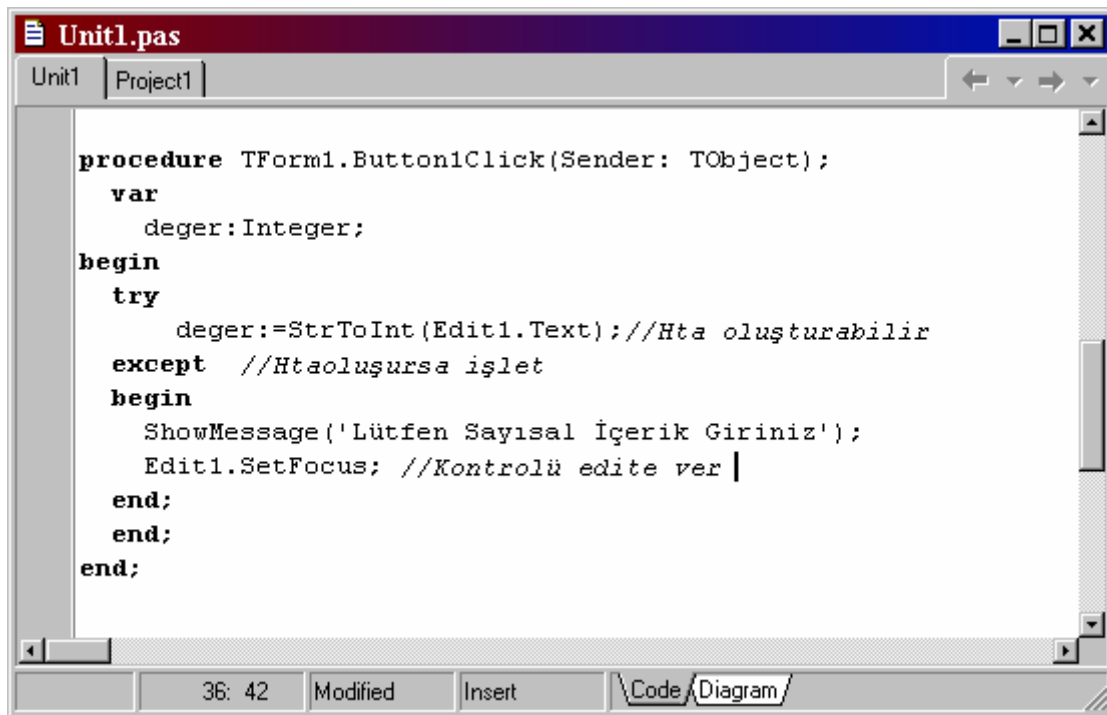 Unit1.pas
Unit1 Project1
procedure TForm1.Button1Click(Sender: TObject);
var
deger:Integer;
begin
try
deger:=StrToInt(Edit1.Text);//Hta oluşturabilir
except //Htaoluşursa işlet
begin
ShowMessage('Lütfen Sayısal İçerik Giriniz');
Edit1.SetFocus; //Kontrolü edite ver
end;
end;
end;
36: 42 Modified Insert Code Diagram